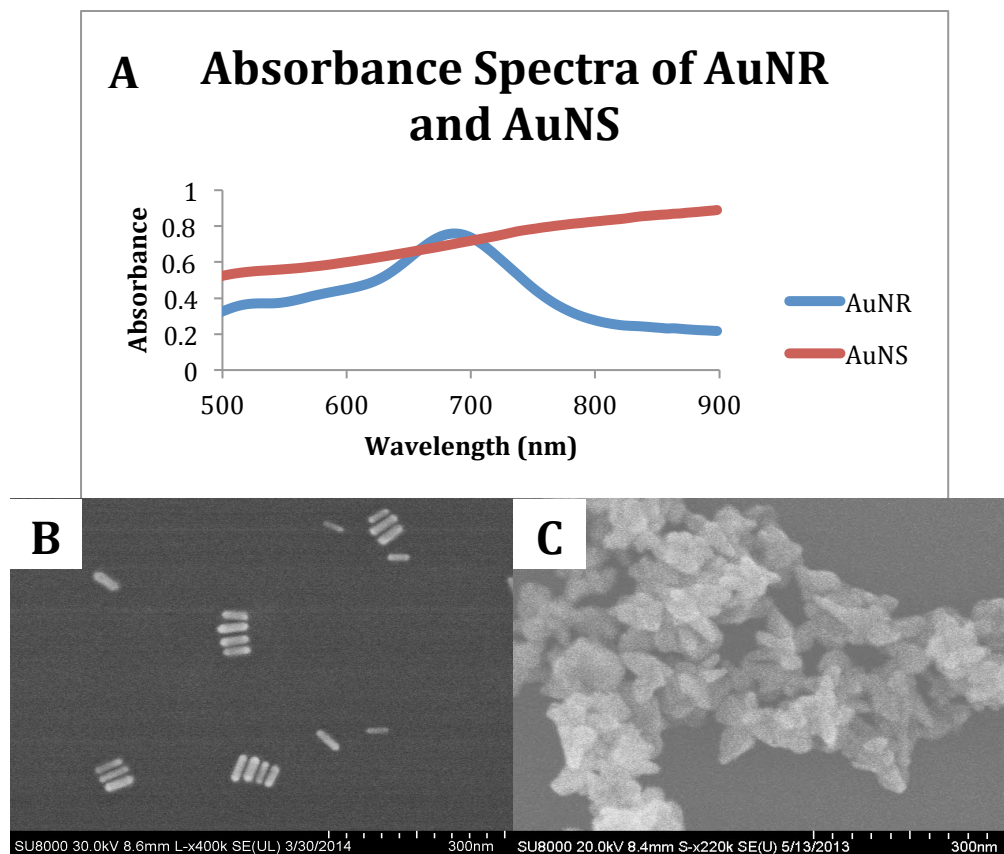 A
Absorbance Spectra of AuNR
and AuNS
1
0.8
0.6
0.4
0.2
0
Absorbance
500 600 700 800 900
Wavelength (nm)
AuNR
AuNS
B
C
SU8000 30.0kV 8.6mm L-x400k SE(UL) 3/30/2014 300nm
SU8000 20.0kV 8.4mm S-x220k SE(U) 5/13/2013 300nm